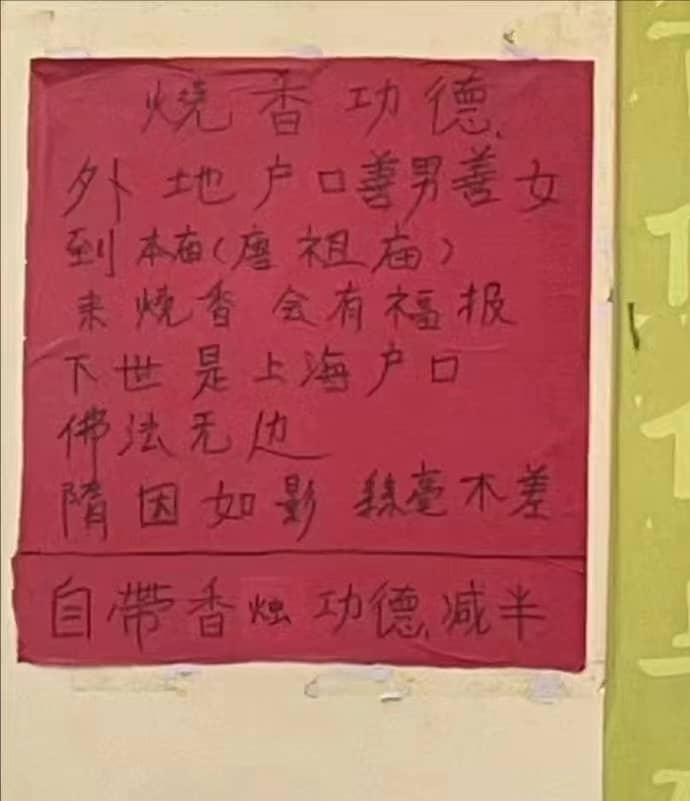 烧香功德
外地户口善男善女
到本庙(唐祖庙)
来烧香 会有福报
下世是上海户口
佛法无边
隋因如影 絲毫不差
自带香烛 功德减半